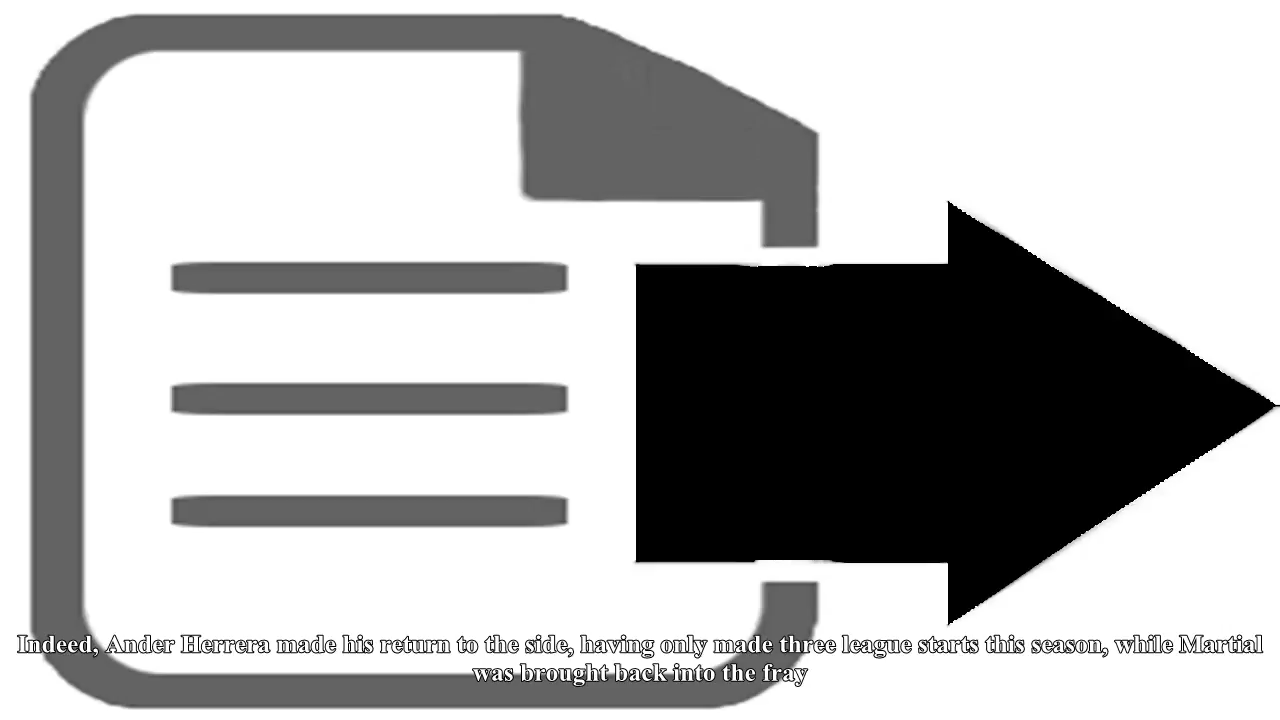 Indeed, Ander Herrera made his return to the side, having only made three league starts this season, while Martial
was brought back into the fray